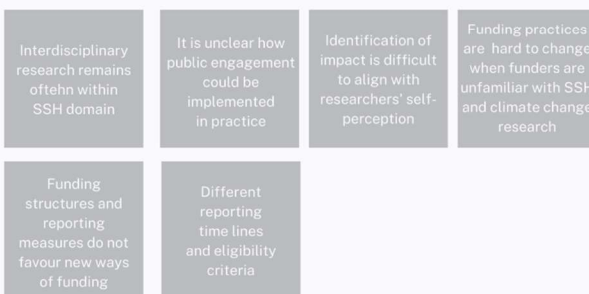 Interdisciplinary
research remains
oftehn within
SSH domain
It is unclear how
public engagement
could be
implemented
in practice
Identification of
impact is difficult
to align with
researchers' self-
perception
Funding practices
are hard to change
when funders are
unfamiliar with SSH
and climate change
research
Funding
structures and
reporting
measures do not
favour new ways
of funding
Different
reporting
time lines
and eligibility
criteria